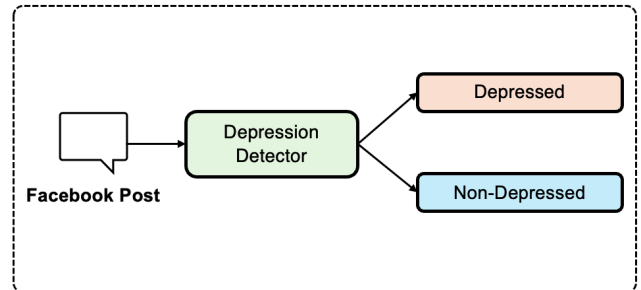 Depressed
Depression
Detector
Facebook Post
Non-Depressed